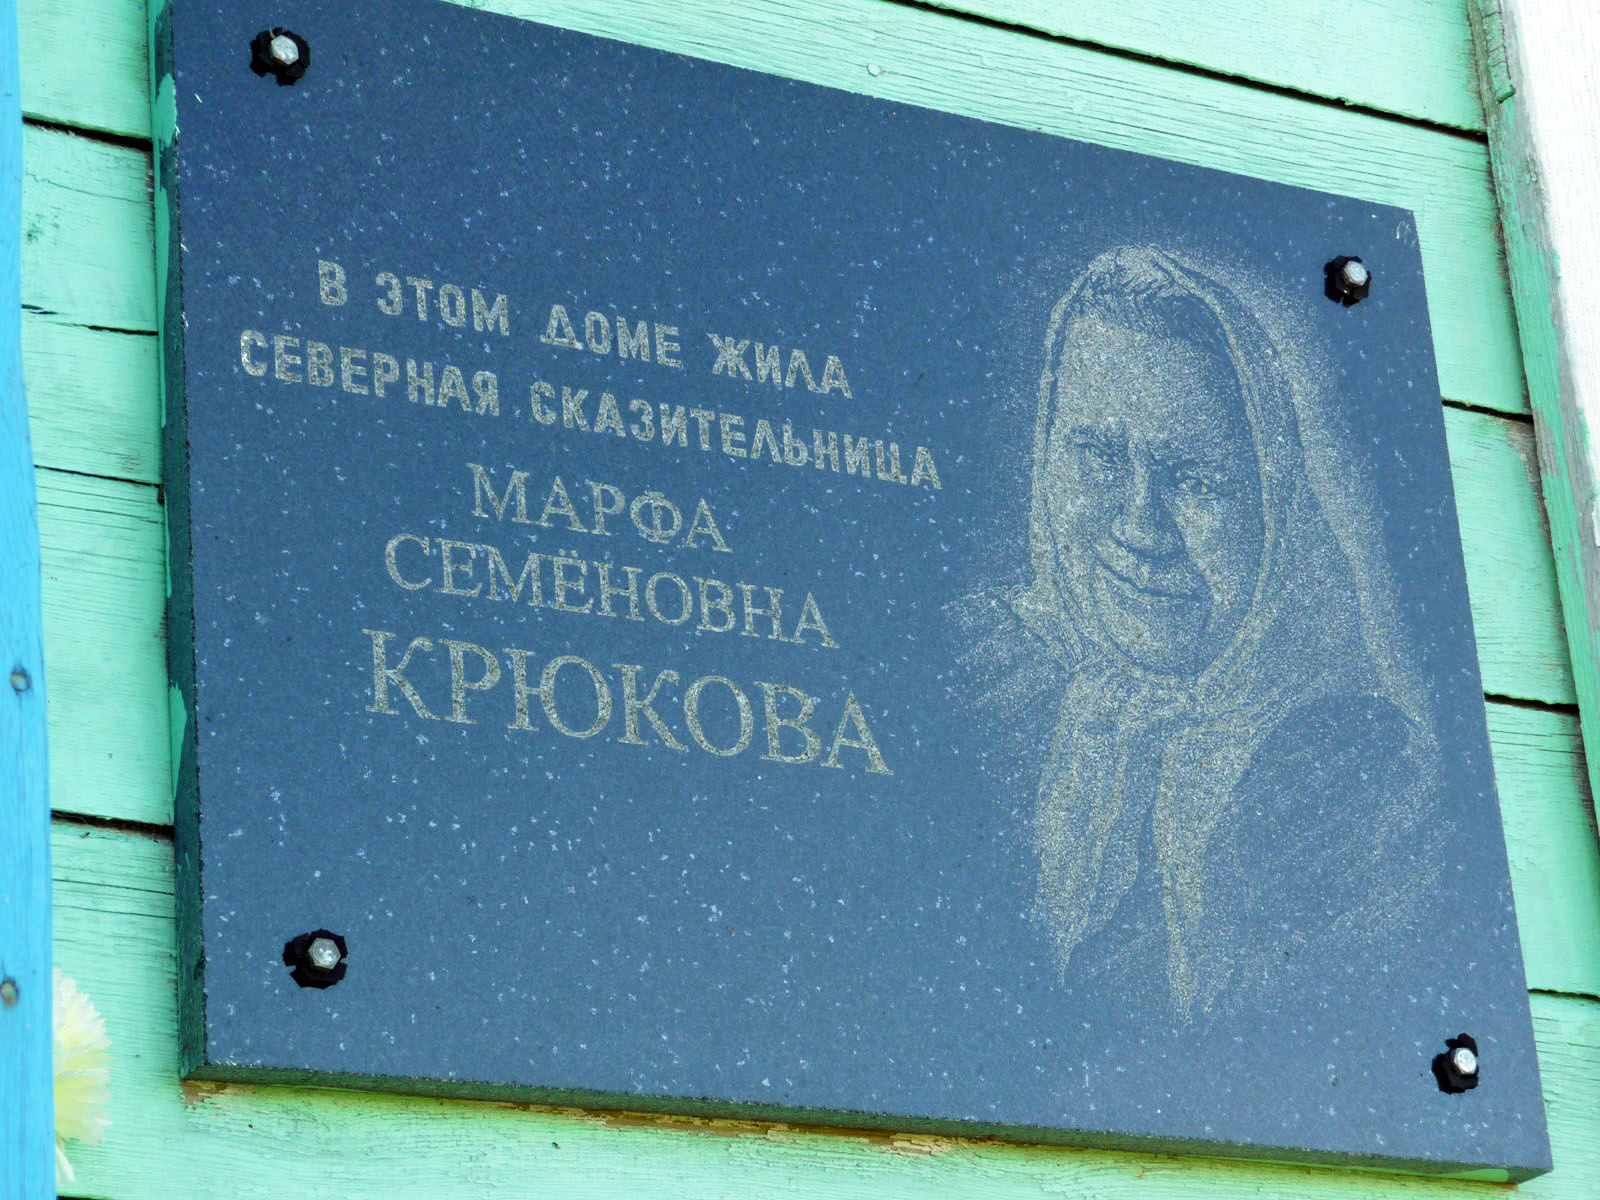 В ЭТОМ ДОМЕ ЖИЛА
СЕВЕРНАЯ СКАЗИТЕЛЬНИЦА
МАРФА
СЕМЁНОВНА
КРЮКОВА